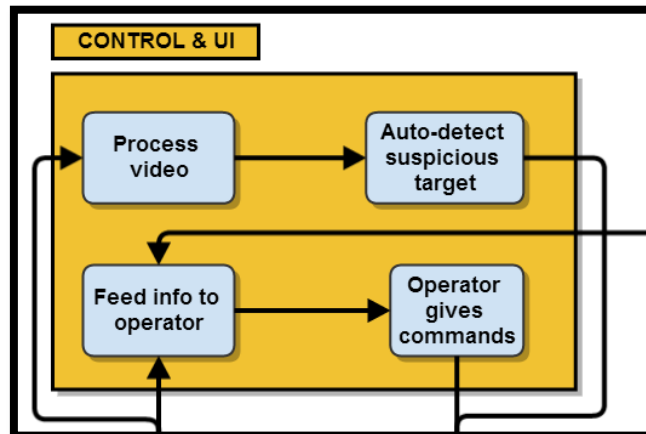 CONTROL & UI
Process
video
Auto-detect
suspicious
target
Feed info to
operator
Operator
gives
commands